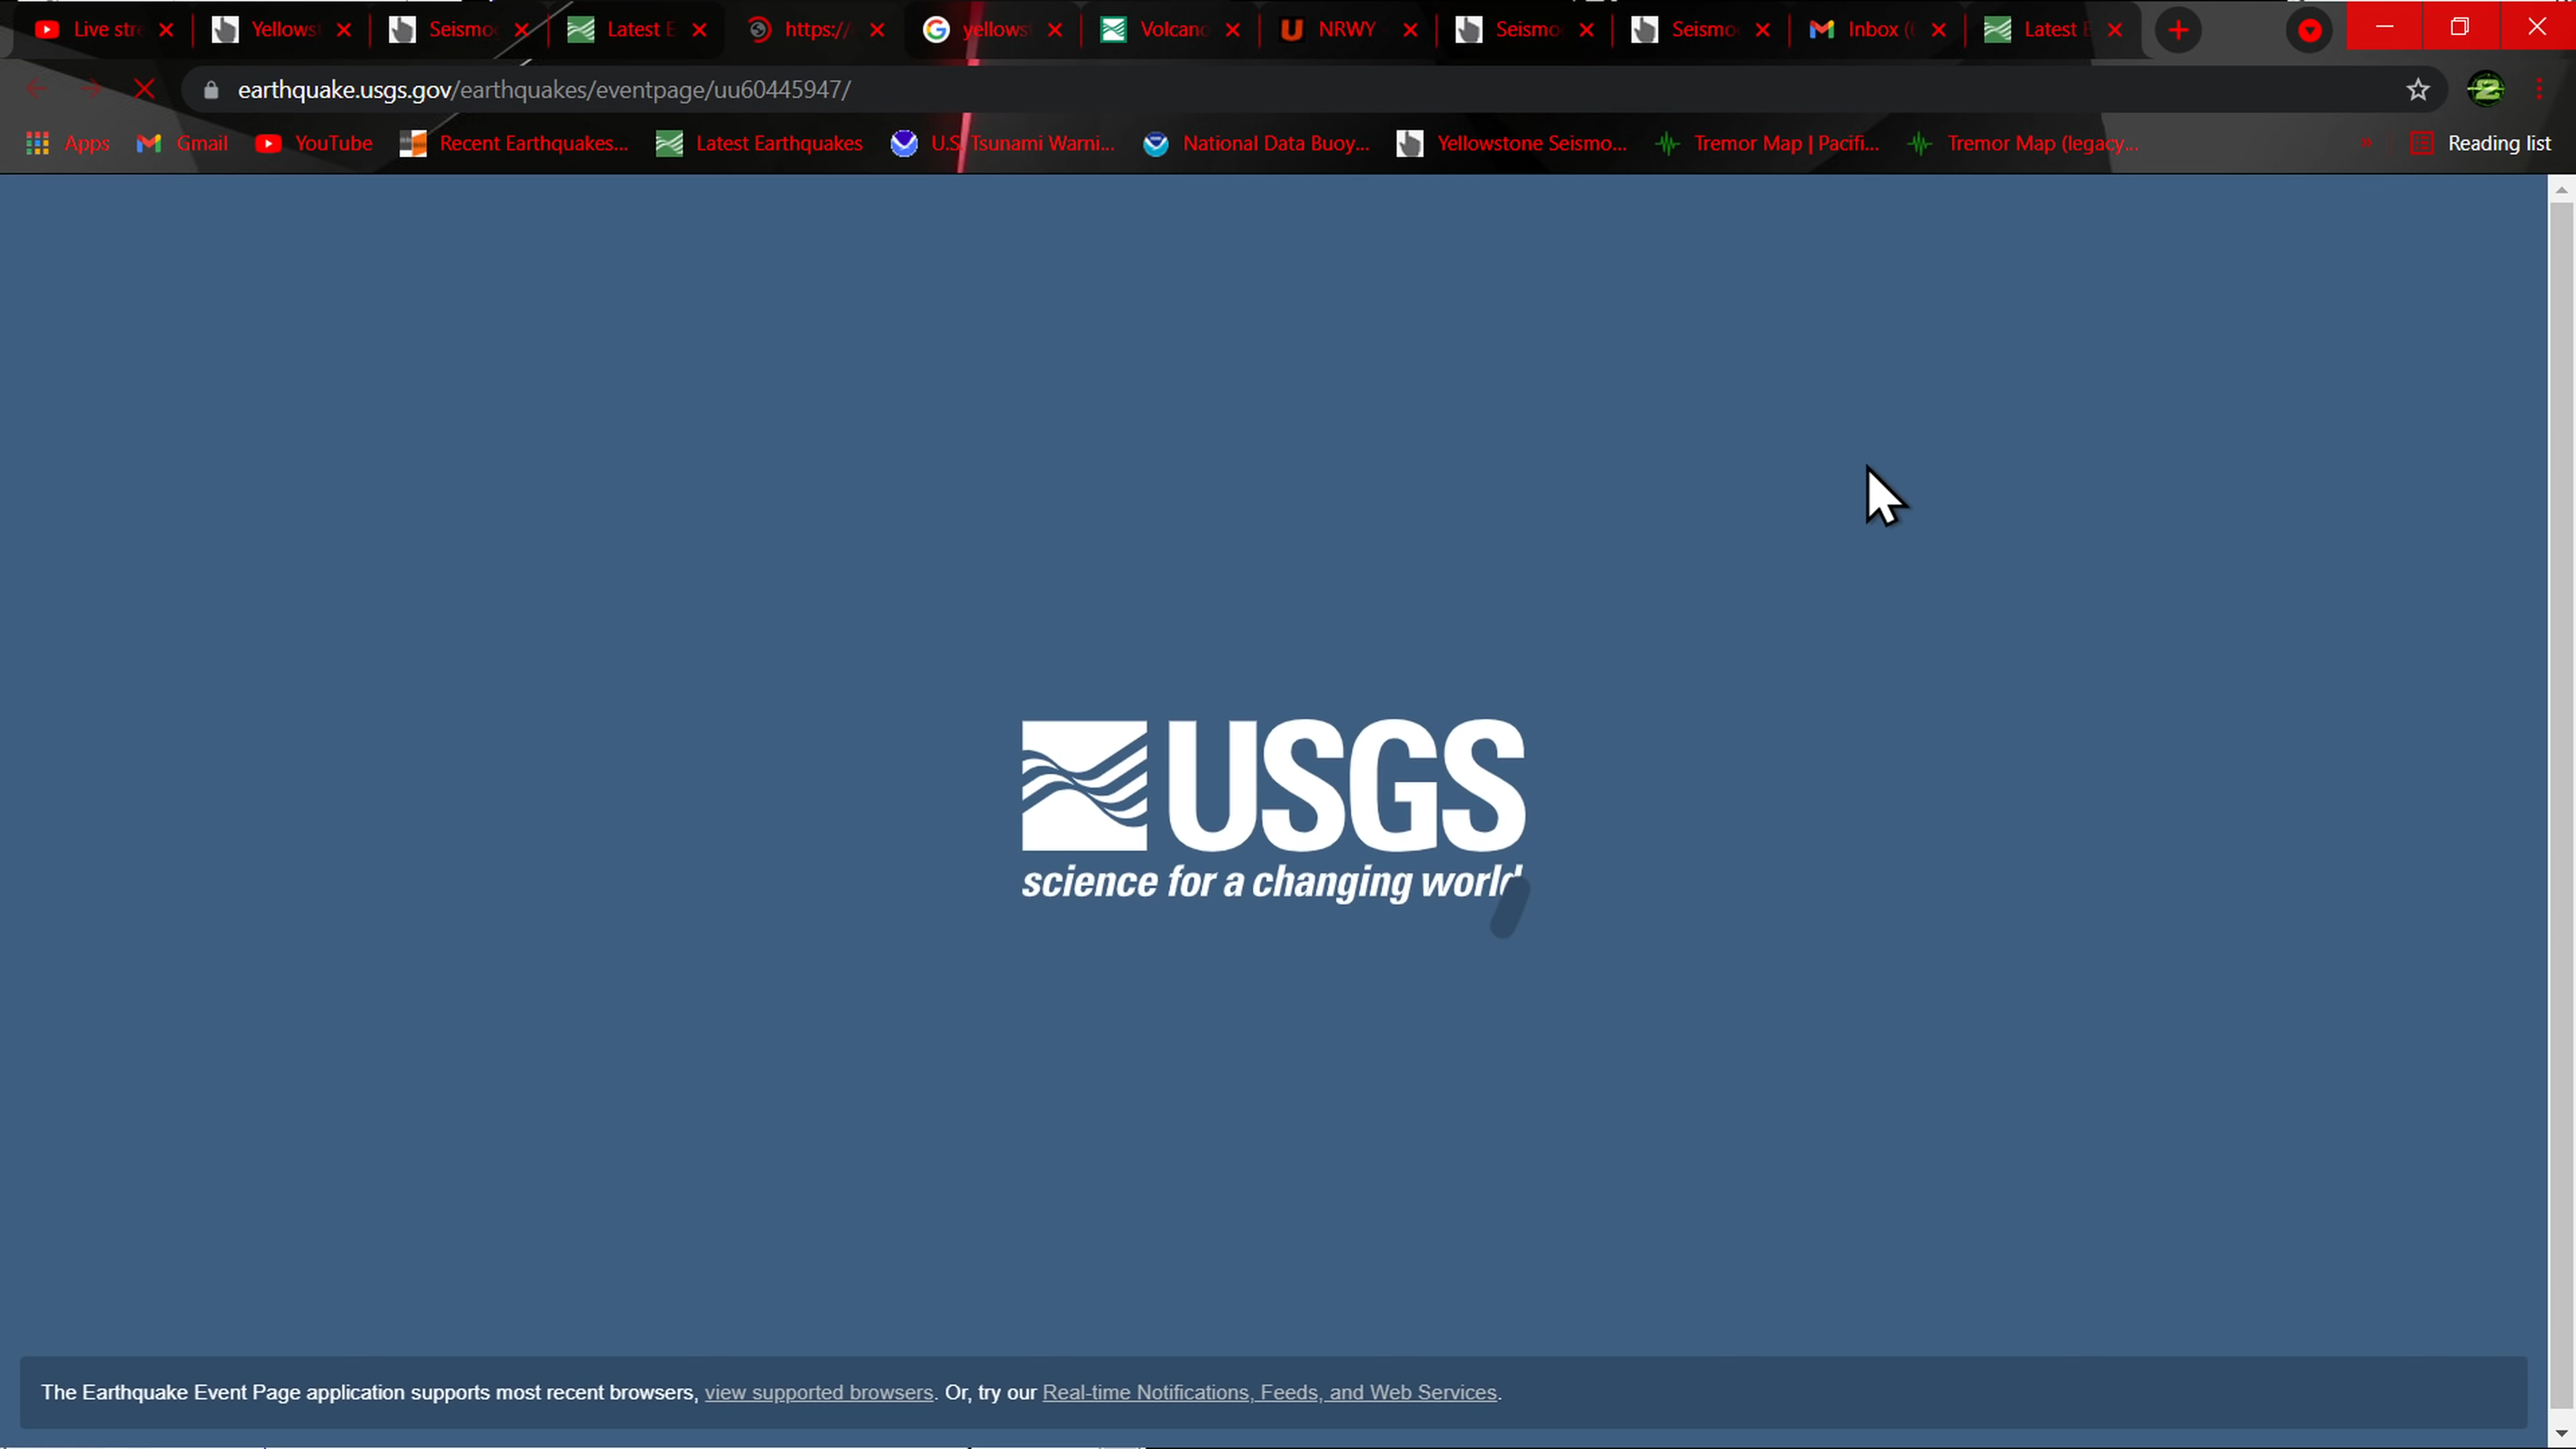 Live stre
Yellowst
Seismo
Latest E
https://
yellows
Volcano
NRWY
Seismo
Seismo
Inbox (
Latest E
earthquake.usgs.gov/earthquakes/eventpage/uu60445947/
Apps
Gmail
YouTube
Recent Earthquakes...
Latest Earthquakes
U.S. Tsunami Warni...
National Data Buoy...
Yellowstone Seismo...
Tremor Map | Pacifi...
Tremor Map (legacy...
»
Reading list
USGS
science for a changing world
The Earthquake Event Page application supports most recent browsers, view supported browsers. Or, try our Real-time Notifications, Feeds, and Web Services.